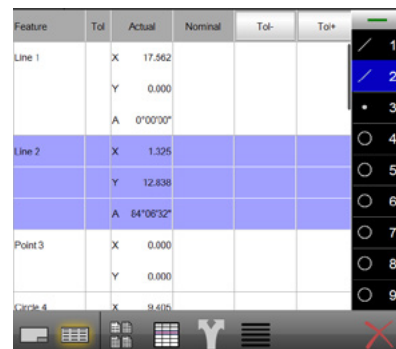 Feature Tol Actual Nominal Tol- Tol+
Line 1 X 17.562
Y 0.000
A 0°00'00"
Line 2 X 1.325
Y 12.838
A 84°06'32"
Point 3 X 0.000
Y 0.000
Circle 4 X 9.405
1
2
3
4
5
6
7
8
9